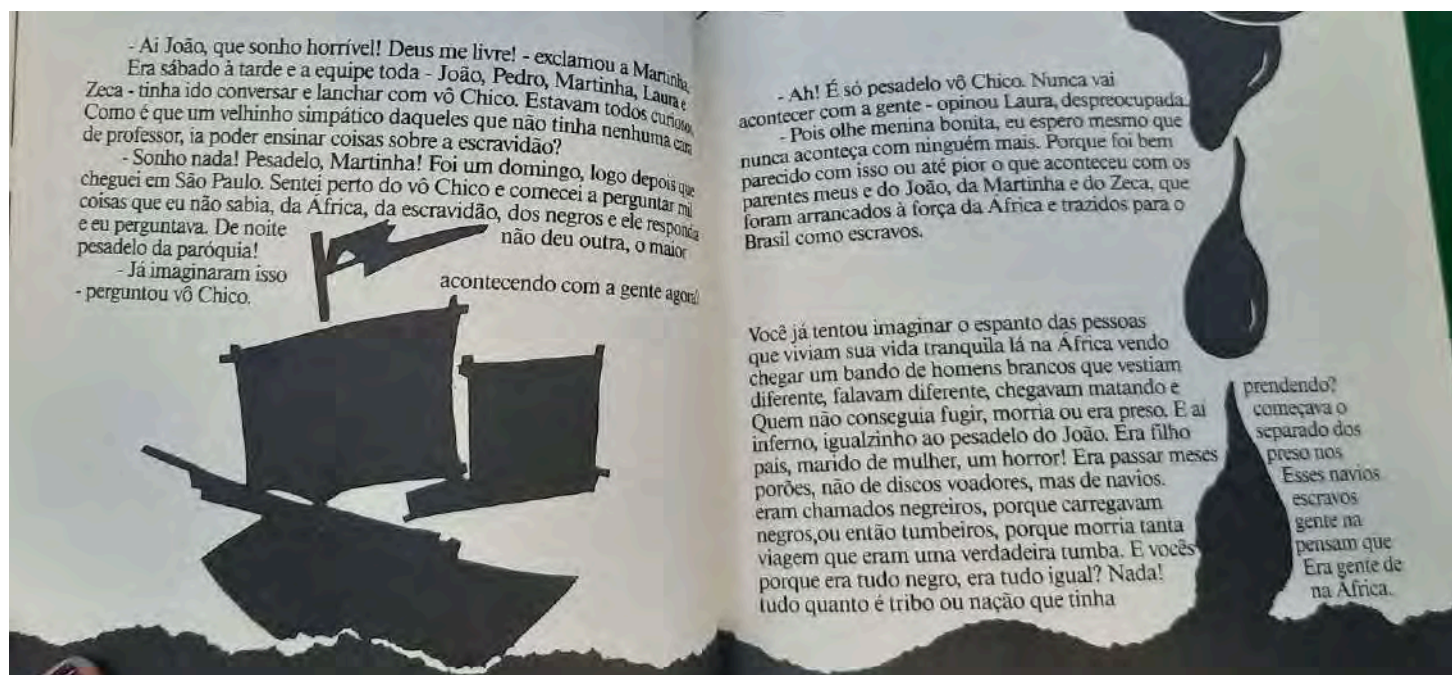 - Ai João, que sonho horrível! Deus me livre! - exclamou a Martinha.
Era sábado à tarde e a equipe toda - João, Pedro, Martinha, Laura e
Zeca - tinha ido conversar e lanchar com vô Chico. Estavam todos curiosos.
Como é que um velhinho simpático daqueles que não tinha nenhuma cara
de professor, ia poder ensinar coisas sobre a escravidão?
- Sonho nada! Pesadelo, Martinha! Foi um domingo, logo depois que
cheguei em São Paulo. Sentei perto do vô Chico e comecei a perguntar mil
coisas que eu não sabia, da África, da escravidão, dos negros e ele respondia
e eu perguntava. De noite não deu outra, o maior
pesadelo da paróquia!
- Já imaginaram isso acontecendo com a gente agora?
- perguntou vô Chico.
- Ah! É só pesadelo vô Chico. Nunca vai
acontecer com a gente - opinou Laura, despreocupada.
- Pois olhe menina bonita, eu espero mesmo que
nunca aconteça com ninguém mais. Porque foi bem
parecido com isso ou até pior o que aconteceu com os
parentes meus e do João, da Martinha e do Zeca, que
foram arrancados à força da África e trazidos para o
Brasil como escravos.
Você já tentou imaginar o espanto das pessoas
que viviam sua vida tranquila lá na África vendo
chegar um bando de homens brancos que vestiam
diferente, falavam diferente, chegavam matando e prendendo?
Quem não conseguia fugir, morria ou era preso. E aí começava o
inferno, igualzinho ao pesadelo do João. Era filho separado dos
pais, marido de mulher, um horror! Era passar meses preso nos
porões, não de discos voadores, mas de navios. Esses navios
eram chamados negreiros, porque carregavam escravos
negros,ou então tumbeiros, porque morria tanta gente na
viagem que eram uma verdadeira tumba. E vocês pensam que
porque era tudo negro, era tudo igual? Nada! Era gente de
tudo quanto é tribo ou nação que tinha na África.